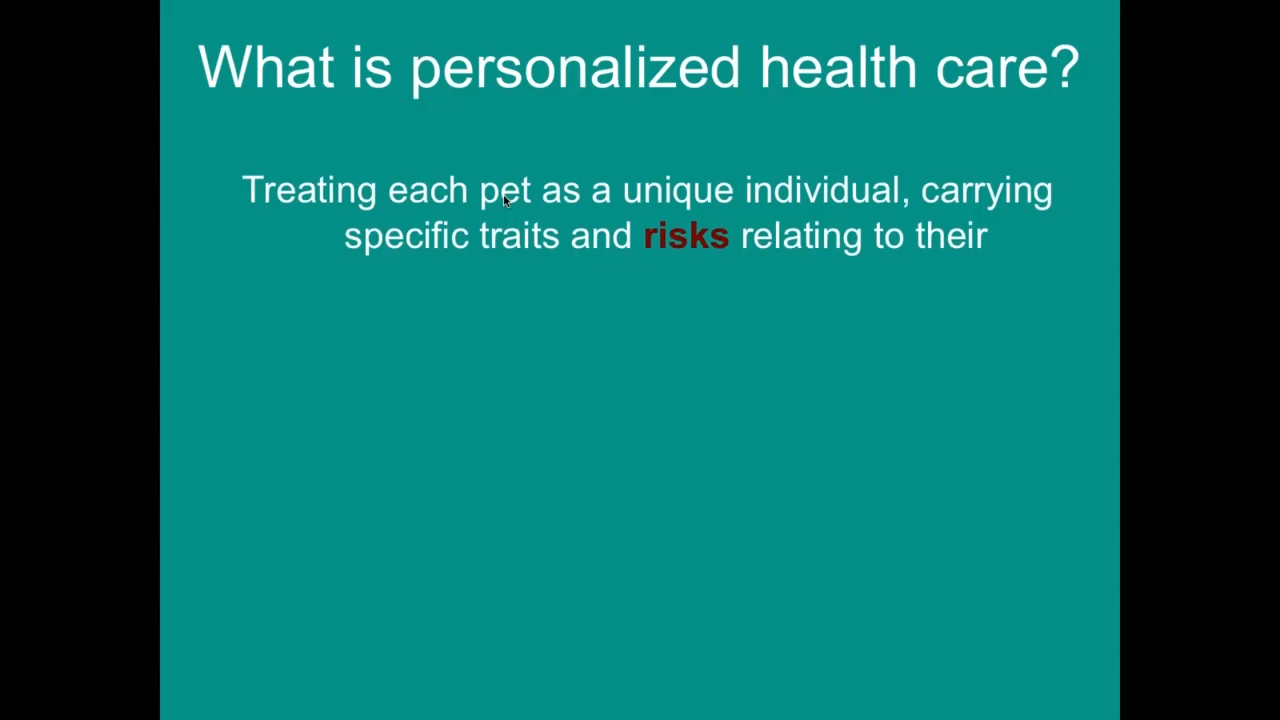 What is personalized health care?
Treating each pet as a unique individual, carrying
specific traits and risks relating to their